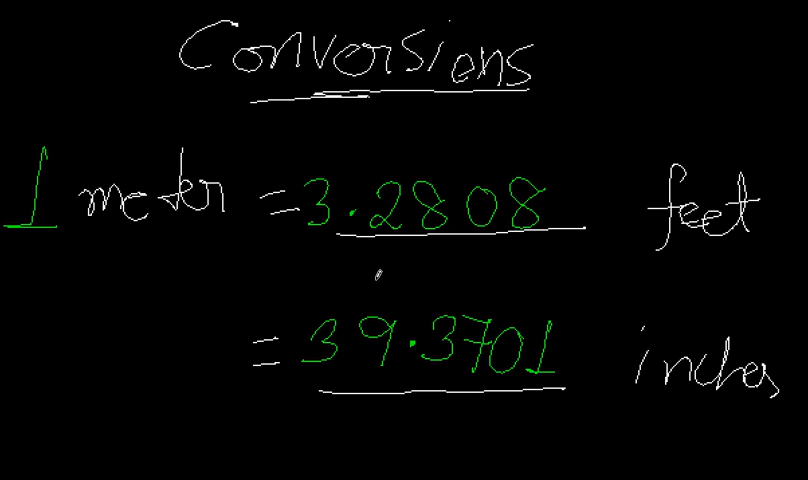 Conversions
1 meter = 3.2808 feet
= 39.3701 inches